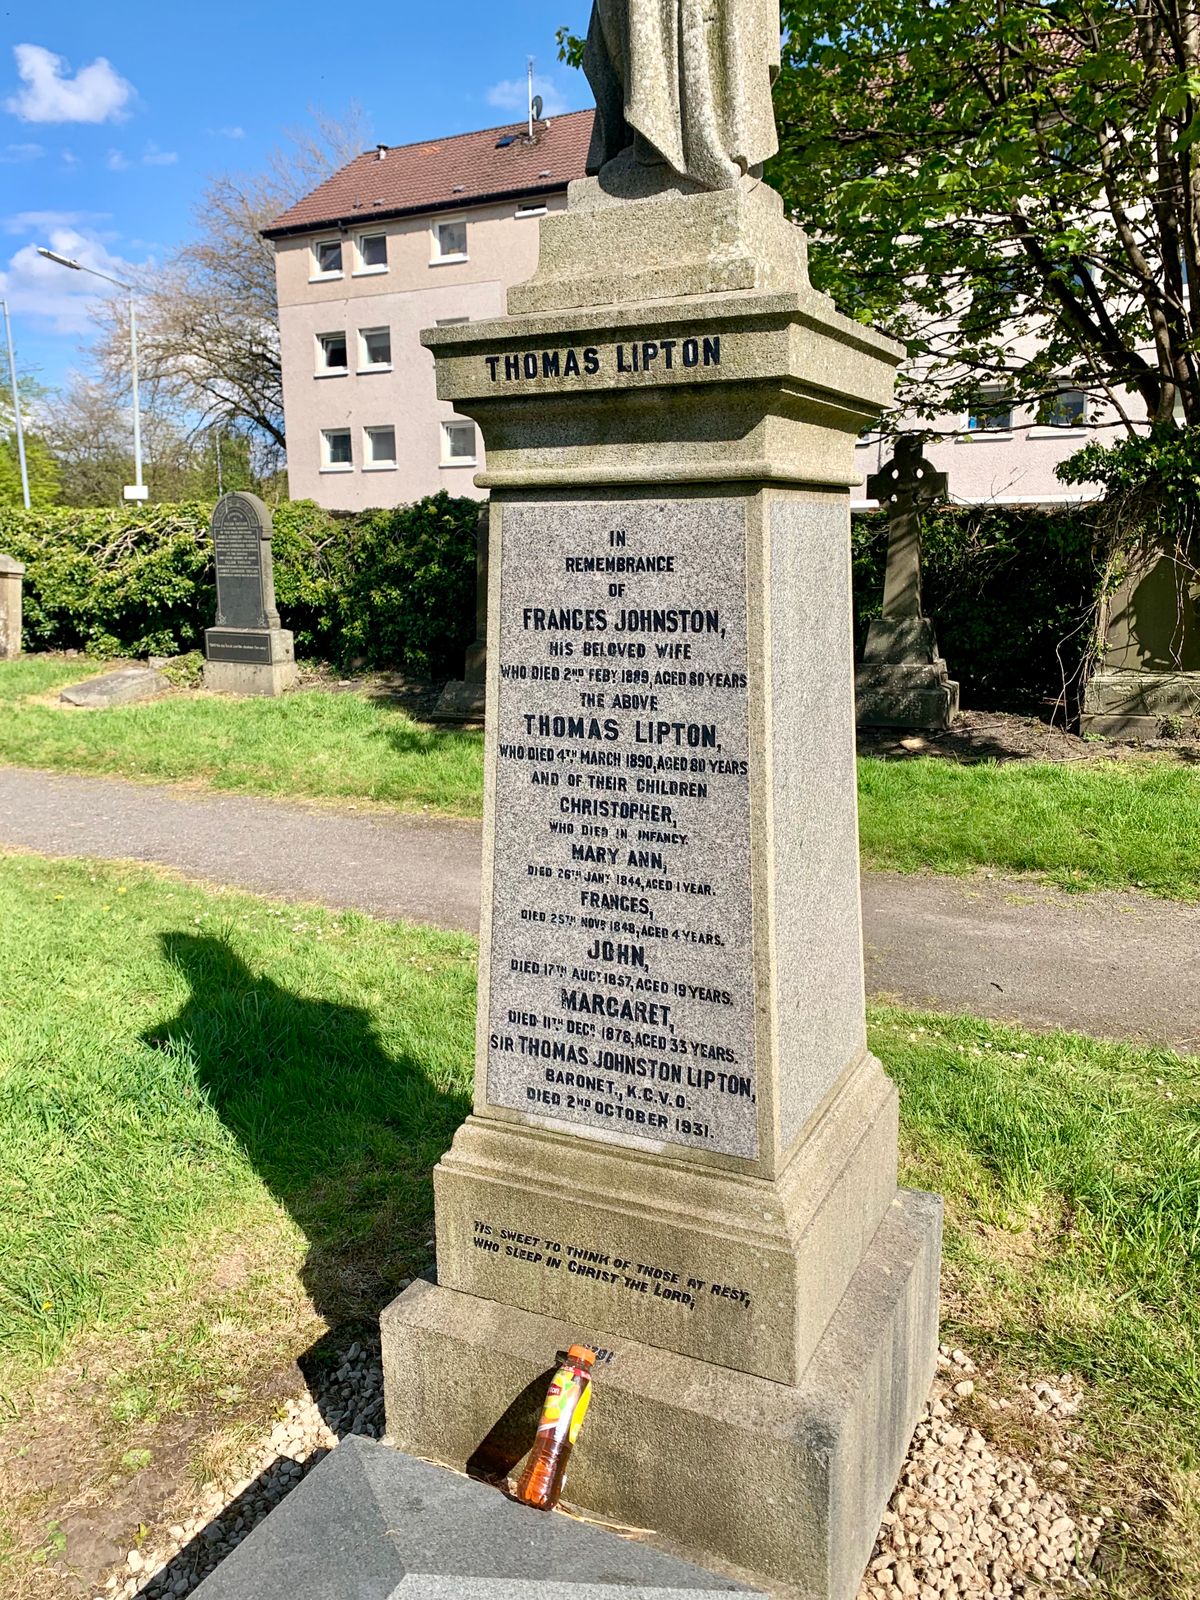 THOMAS LIPTON
IN
REMEMBRANCE
OF
FRANCES JOHNSTON,
HIS BELOVED WIFE
WHO DIED 2ND FEBY 1889, AGED 80 YEARS
THE ABOVE
THOMAS LIPTON,
WHO DIED 4TH MARCH 1890, AGED 80 YEARS
AND OF THEIR CHILDREN
CHRISTOPHER,
WHO DIED IN INFANCY.
MARY ANN,
DIED 26TH JANY 1844, AGED 1 YEAR.
FRANCES,
DIED 25TH NOVR 1848, AGED 4 YEARS.
JOHN,
DIED 17TH AUGT 1857, AGED 19 YEARS.
MARGARET,
DIED 11TH DECR 1878, AGED 33 YEARS.
SIR THOMAS JOHNSTON LIPTON,
BARONET., K.C.V.O.
DIED 2ND OCTOBER 1931.
'TIS SWEET TO THINK OF THOSE AT REST,
WHO SLEEP IN CHRIST THE LORD;